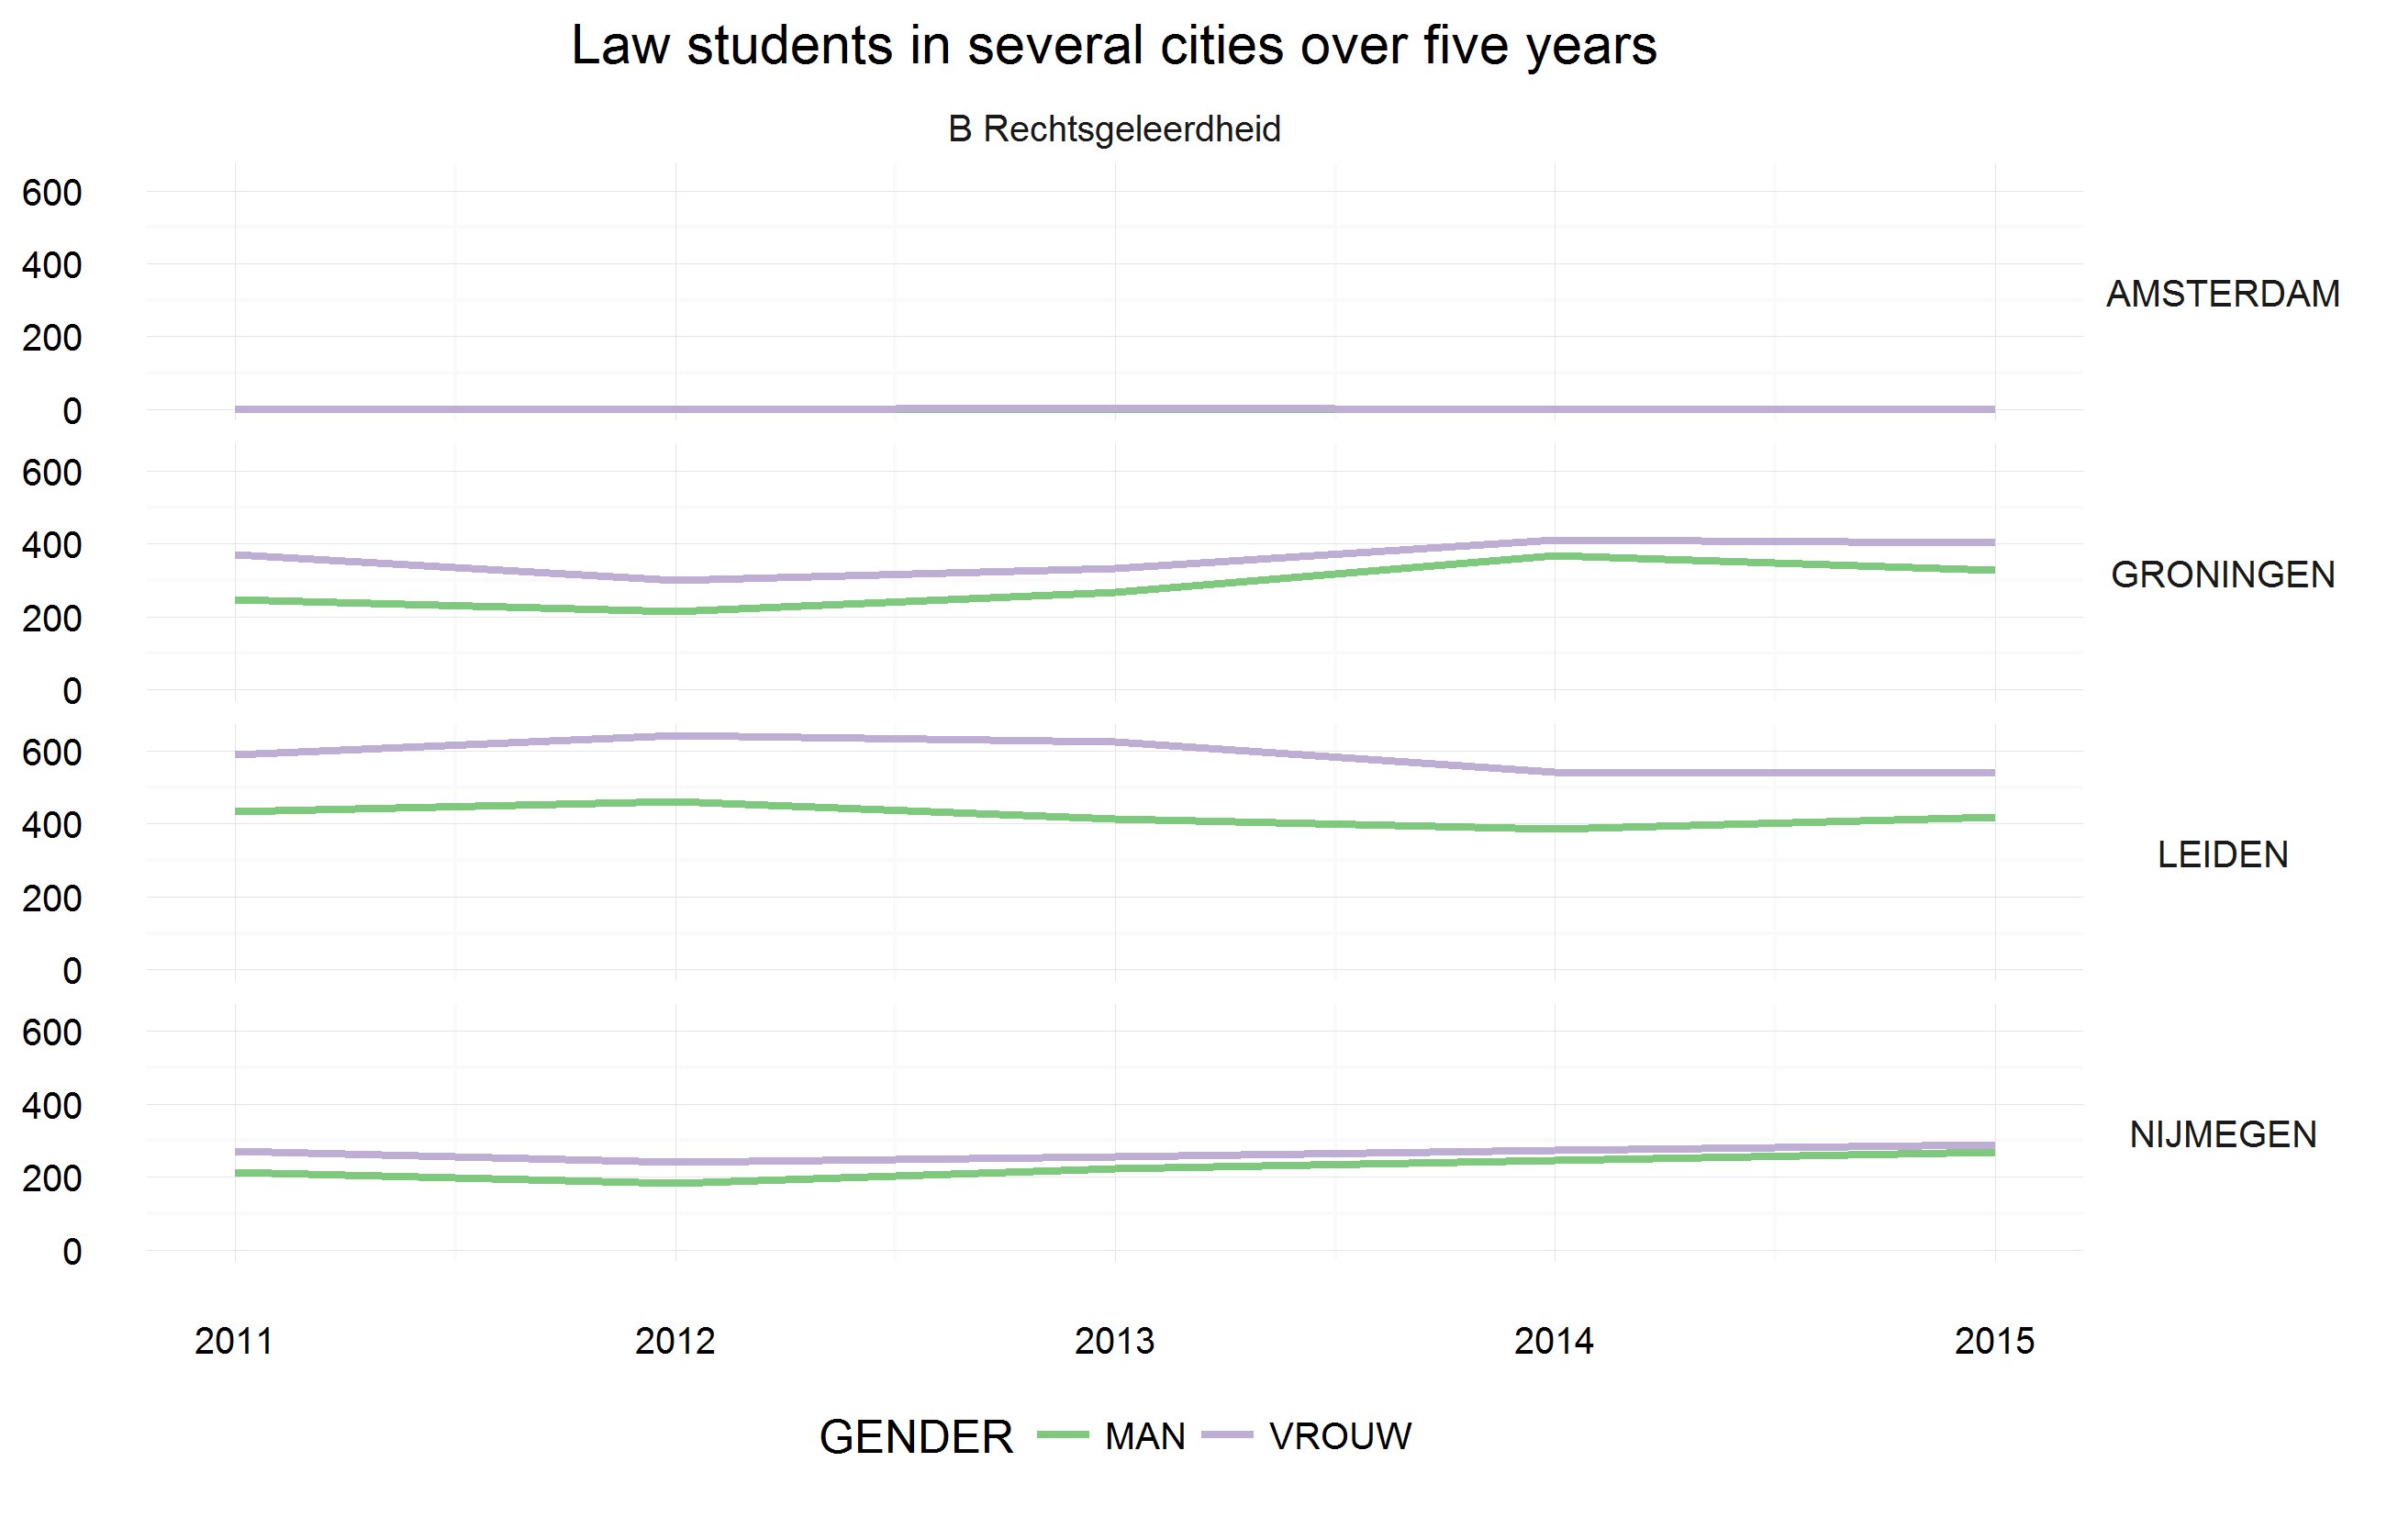 Law students in several cities over five years
B Rechtsgeleerdheid
600
400
200
0
AMSTERDAM
600
400
200
0
GRONINGEN
600
400
200
0
LEIDEN
600
400
200
0
NIJMEGEN
2011 2012 2013 2014 2015
GENDER MAN VROUW